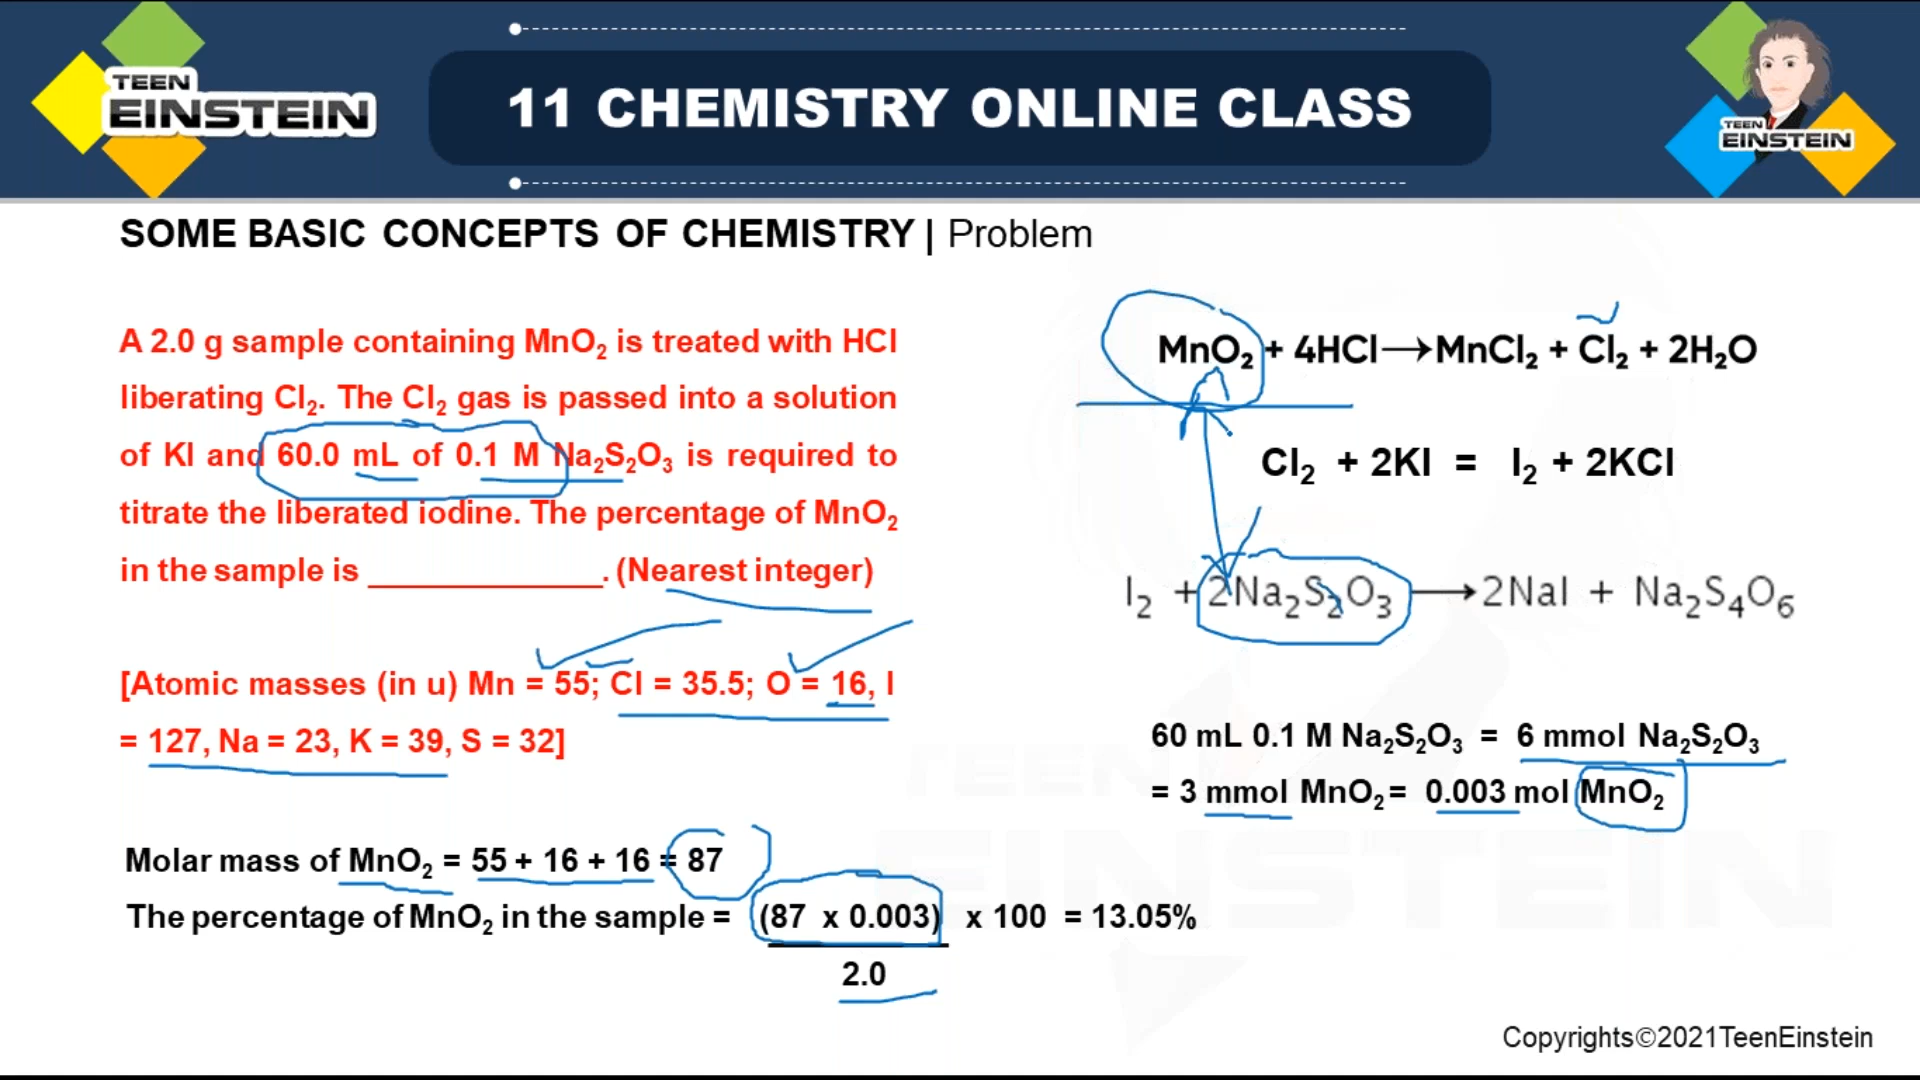 TEEN
EINSTEIN
11 CHEMISTRY ONLINE CLASS
TEEN
EINSTEIN
SOME BASIC CONCEPTS OF CHEMISTRY | Problem
A 2.0 g sample containing MnO₂ is treated with HCl
liberating Cl₂. The Cl₂ gas is passed into a solution
of KI and 60.0 mL of 0.1 M Na₂S₂O₃ is required to
titrate the liberated iodine. The percentage of MnO₂
in the sample is _____________. (Nearest integer)
[Atomic masses (in u) Mn = 55; Cl = 35.5; O = 16, I
= 127, Na = 23, K = 39, S = 32]
Molar mass of MnO₂ = 55 + 16 + 16 = 87
The percentage of MnO₂ in the sample = (87 x 0.003) x 100 = 13.05%
2.0
MnO₂ + 4HCl⟶MnCl₂ + Cl₂ + 2H₂O
Cl₂ + 2KI = I₂ + 2KCl
I₂ + 2Na₂S₂O₃ ⟶ 2NaI + Na₂S₄O₆
60 mL 0.1 M Na₂S₂O₃ = 6 mmol Na₂S₂O₃
= 3 mmol MnO₂ = 0.003 mol MnO₂
TEEN
EINSTEIN
Copyrights©2021TeenEinstein